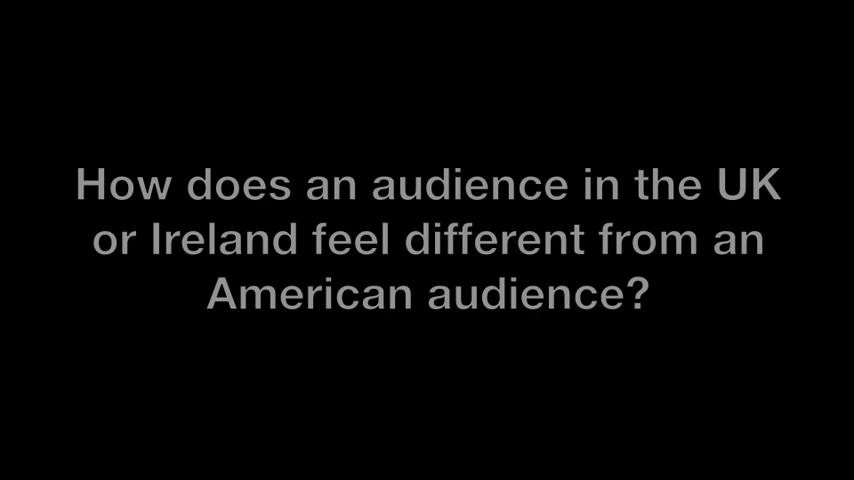 How does an audience in the UK
or Ireland feel different from an
American audience?